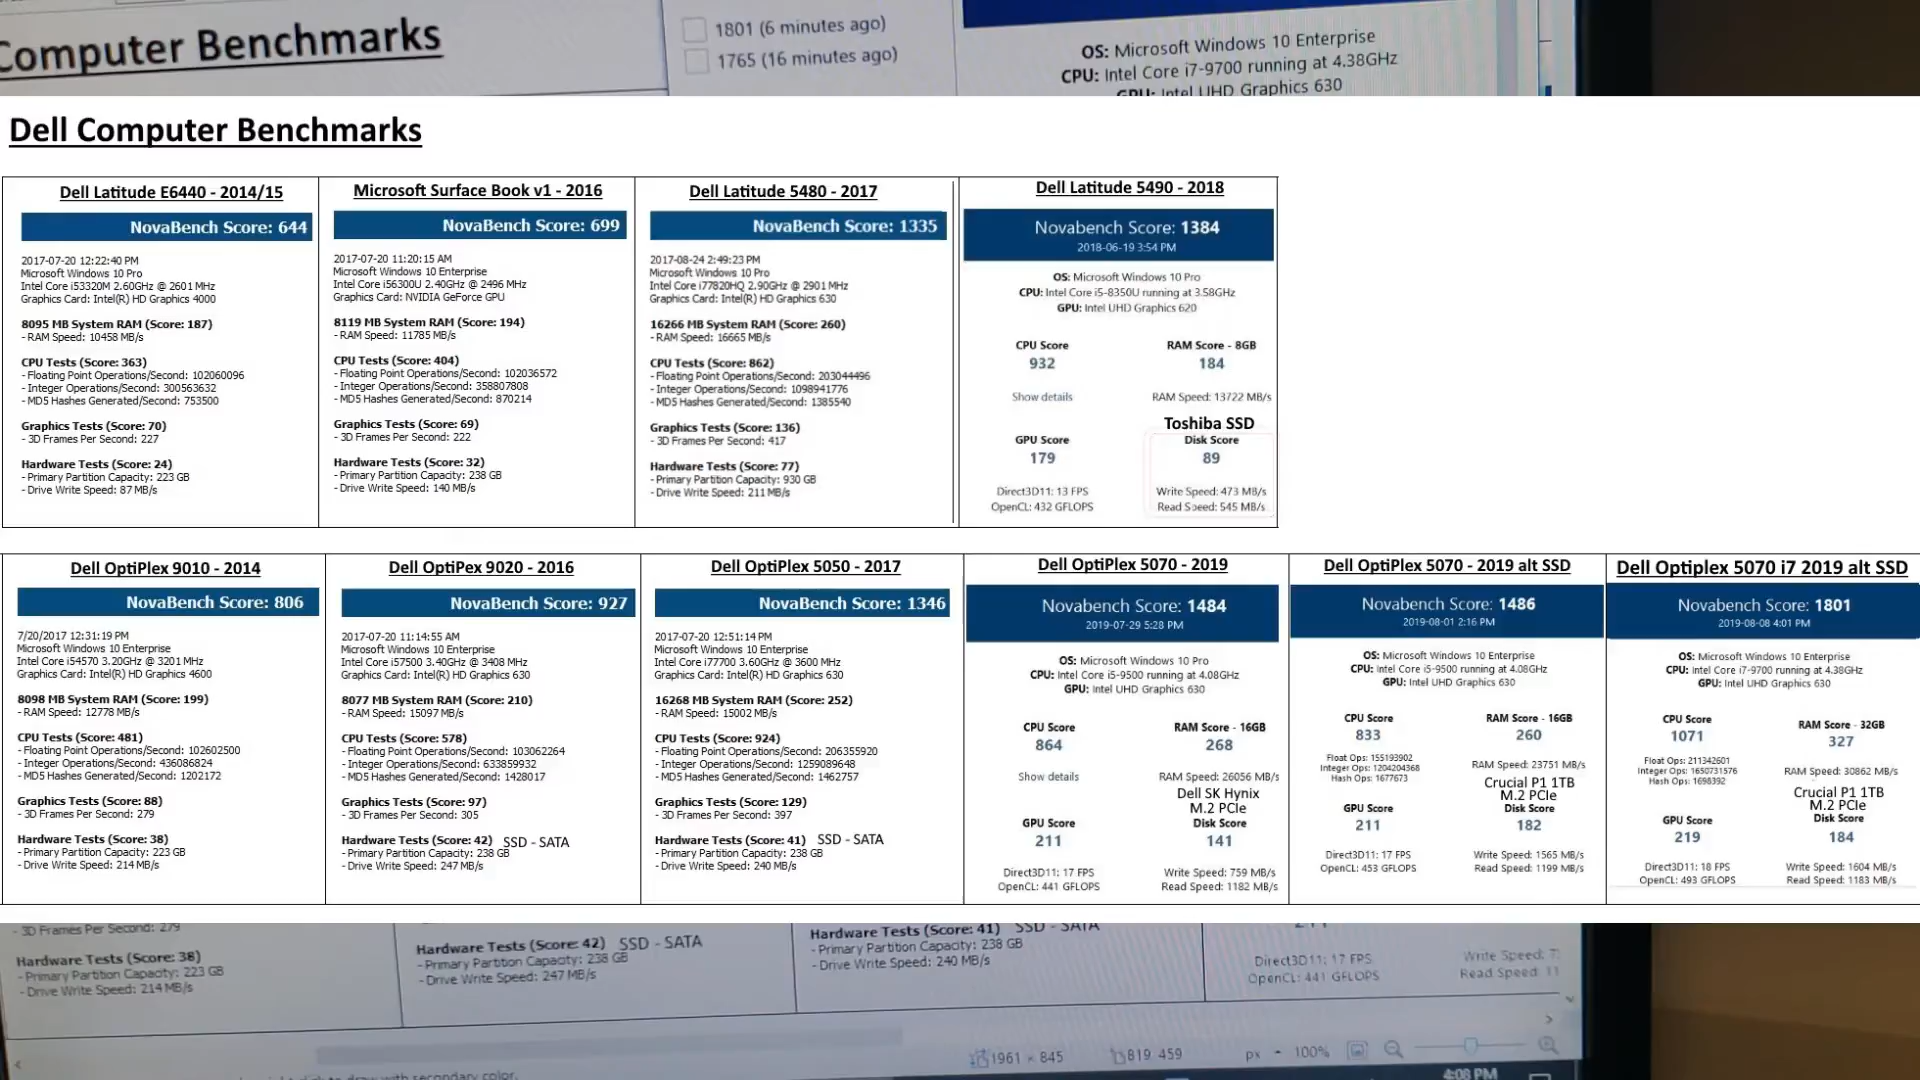 Computer Benchmarks
1801 (6 minutes ago)
1765 (16 minutes ago)
OS: Microsoft Windows 10 Enterprise
CPU: Intel Core i7-9700 running at 4.38GHz
GPU: Intel UHD Graphics 630
Dell Computer Benchmarks
Dell Latitude E6440 - 2014/15
NovaBench Score: 644
2017-07-20 12:22:40 PM
Microsoft Windows 10 Pro
Intel Core i53320M 2.60GHz @ 2601 MHz
Graphics Card: Intel(R) HD Graphics 4000
8095 MB System RAM (Score: 187)
- RAM Speed: 10458 MB/s
CPU Tests (Score: 363)
- Floating Point Operations/Second: 102060096
- Integer Operations/Second: 300563632
- MD5 Hashes Generated/Second: 753500
Graphics Tests (Score: 70)
- 3D Frames Per Second: 227
Hardware Tests (Score: 24)
- Primary Partition Capacity: 223 GB
- Drive Write Speed: 87 MB/s
Microsoft Surface Book v1 - 2016
NovaBench Score: 699
2017-07-20 11:20:15 AM
Microsoft Windows 10 Enterprise
Intel Core i56300U 2.40GHz @ 2496 MHz
Graphics Card: NVIDIA GeForce GPU
8119 MB System RAM (Score: 194)
- RAM Speed: 11785 MB/s
CPU Tests (Score: 404)
- Floating Point Operations/Second: 102036572
- Integer Operations/Second: 358807808
- MD5 Hashes Generated/Second: 870214
Graphics Tests (Score: 69)
- 3D Frames Per Second: 222
Hardware Tests (Score: 32)
- Primary Partition Capacity: 238 GB
- Drive Write Speed: 140 MB/s
Dell Latitude 5480 - 2017
NovaBench Score: 1335
2017-08-24 2:49:23 PM
Microsoft Windows 10 Pro
Intel Core i77820HQ 2.90GHz @ 2901 MHz
Graphics Card: Intel(R) HD Graphics 630
16266 MB System RAM (Score: 260)
- RAM Speed: 16665 MB/s
CPU Tests (Score: 862)
- Floating Point Operations/Second: 203044496
- Integer Operations/Second: 1098941776
- MD5 Hashes Generated/Second: 1385540
Graphics Tests (Score: 136)
- 3D Frames Per Second: 417
Hardware Tests (Score: 77)
- Primary Partition Capacity: 930 GB
- Drive Write Speed: 211 MB/s
Dell Latitude 5490 - 2018
Novabench Score: 1384
2018-06-19 3:54 PM
OS: Microsoft Windows 10 Pro
CPU: Intel Core i5-8350U running at 3.58GHz
GPU: Intel UHD Graphics 620
CPU Score RAM Score - 8GB
932 184
Show details RAM Speed: 13722 MB/s
Toshiba SSD
GPU Score Disk Score
179 89
Direct3D11: 13 FPS Write Speed: 473 MB/s
OpenCL: 432 GFLOPS Read Speed: 545 MB/s
Dell OptiPlex 9010 - 2014
NovaBench Score: 806
7/20/2017 12:31:19 PM
Microsoft Windows 10 Enterprise
Intel Core i54570 3.20GHz @ 3201 MHz
Graphics Card: Intel(R) HD Graphics 4600
8098 MB System RAM (Score: 199)
- RAM Speed: 12778 MB/s
CPU Tests (Score: 481)
- Floating Point Operations/Second: 102602500
- Integer Operations/Second: 436086824
- MD5 Hashes Generated/Second: 1202172
Graphics Tests (Score: 88)
- 3D Frames Per Second: 279
Hardware Tests (Score: 38)
- Primary Partition Capacity: 223 GB
- Drive Write Speed: 214 MB/s
Dell OptiPex 9020 - 2016
NovaBench Score: 927
2017-07-20 11:14:55 AM
Microsoft Windows 10 Enterprise
Intel Core i57500 3.40GHz @ 3408 MHz
Graphics Card: Intel(R) HD Graphics 630
8077 MB System RAM (Score: 210)
- RAM Speed: 15097 MB/s
CPU Tests (Score: 578)
- Floating Point Operations/Second: 103062264
- Integer Operations/Second: 633859932
- MD5 Hashes Generated/Second: 1428017
Graphics Tests (Score: 97)
- 3D Frames Per Second: 305
Hardware Tests (Score: 42) SSD - SATA
- Primary Partition Capacity: 238 GB
- Drive Write Speed: 247 MB/s
Dell OptiPlex 5050 - 2017
NovaBench Score: 1346
2017-07-20 12:51:14 PM
Microsoft Windows 10 Enterprise
Intel Core i77700 3.60GHz @ 3600 MHz
Graphics Card: Intel(R) HD Graphics 630
16268 MB System RAM (Score: 252)
- RAM Speed: 15002 MB/s
CPU Tests (Score: 924)
- Floating Point Operations/Second: 206355920
- Integer Operations/Second: 1259089648
- MD5 Hashes Generated/Second: 1462757
Graphics Tests (Score: 129)
- 3D Frames Per Second: 397
Hardware Tests (Score: 41) SSD - SATA
- Primary Partition Capacity: 238 GB
- Drive Write Speed: 240 MB/s
Dell OptiPlex 5070 - 2019
Novabench Score: 1484
2019-07-29 5:28 PM
OS: Microsoft Windows 10 Pro
CPU: Intel Core i5-9500 running at 4.08GHz
GPU: Intel UHD Graphics 630
CPU Score RAM Score - 16GB
864 268
Show details RAM Speed: 26056 MB/s
Dell SK Hynix
M.2 PCIe
GPU Score Disk Score
211 141
Direct3D11: 17 FPS Write Speed: 759 MB/s
OpenCL: 441 GFLOPS Read Speed: 1182 MB/s
Dell OptiPlex 5070 - 2019 alt SSD
Novabench Score: 1486
2019-08-01 2:16 PM
OS: Microsoft Windows 10 Enterprise
CPU: Intel Core i5-9500 running at 4.08GHz
GPU: Intel UHD Graphics 630
CPU Score RAM Score - 16GB
833 260
Float Ops: 155193902
Integer Ops: 1204204368
Hash Ops: 1677673
RAM Speed: 23751 MB/s
Crucial P1 1TB
M.2 PCIe
GPU Score Disk Score
211 182
Direct3D11: 17 FPS Write Speed: 1565 MB/s
OpenCL: 453 GFLOPS Read Speed: 1199 MB/s
Dell Optiplex 5070 i7 2019 alt SSD
Novabench Score: 1801
2019-08-08 4:01 PM
OS: Microsoft Windows 10 Enterprise
CPU: Intel Core i7-9700 running at 4.38GHz
GPU: Intel UHD Graphics 630
CPU Score RAM Score - 32GB
1071 327
Float Ops: 211342601
Integer Ops: 1650731576
Hash Ops: 1698392
RAM Speed: 30862 MB/s
Crucial P1 1TB
M.2 PCIe
GPU Score Disk Score
219 184
Direct3D11: 18 FPS Write Speed: 1604 MB/s
OpenCL: 493 GFLOPS Read Speed: 1183 MB/s
- 3D Frames Per Second: 279
Hardware Tests (Score: 38)
- Primary Partition Capacity: 223 GB
- Drive Write Speed: 214 MB/s
Hardware Tests (Score: 42) SSD - SATA
- Primary Partition Capacity: 238 GB
- Drive Write Speed: 247 MB/s
Hardware Tests (Score: 41) SSD - SATA
- Primary Partition Capacity: 238 GB
- Drive Write Speed: 240 MB/s
Direct3D11: 17 FPS Write Speed: 7
OpenCL: 441 GFLOPS Read Speed: 11
1961 × 845 819 459 px 100%
to draw with secondary color.
4:08 PM